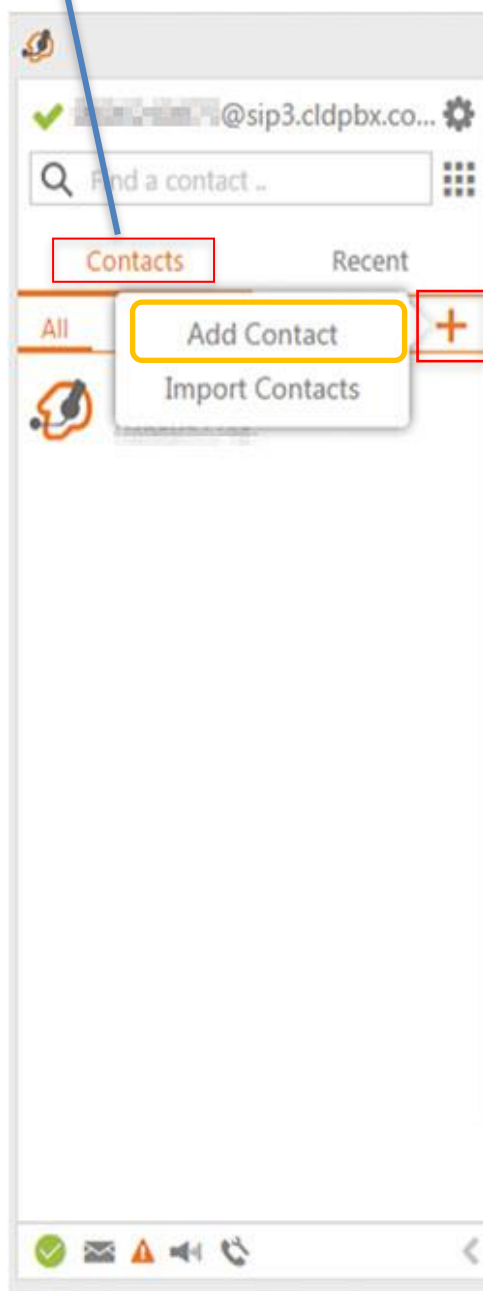 @sip3.cldpbx.co...
Find a contact ..
Contacts Recent
All
Add Contact
Import Contacts